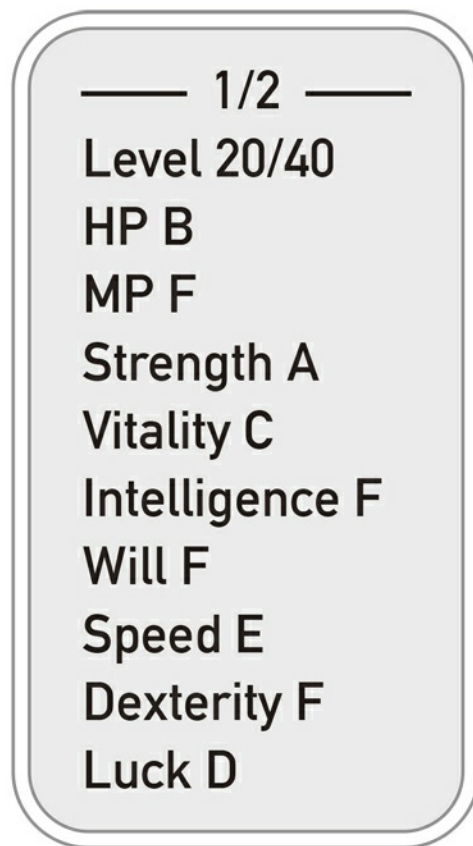 1/2
Level 20/40
HP B
MP F
Strength A
Vitality C
Intelligence F
Will F
Speed E
Dexterity F
Luck D